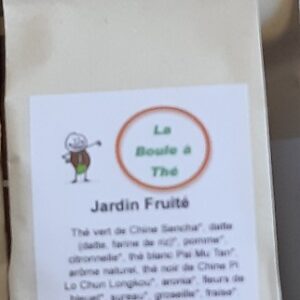 La
Boule à
Thé
Jardin Fruité
Thé vert de Chine Sencha*, datte
(datte, farine de riz)*, pomme*,
citronnelle*, thé blanc Pai Mu Tan*,
arôme naturel, thé noir de Chine Pi
Lo Chun Longkou*, aronia*, fleurs de
bleuet*, sureau*, groseille*, fraise*